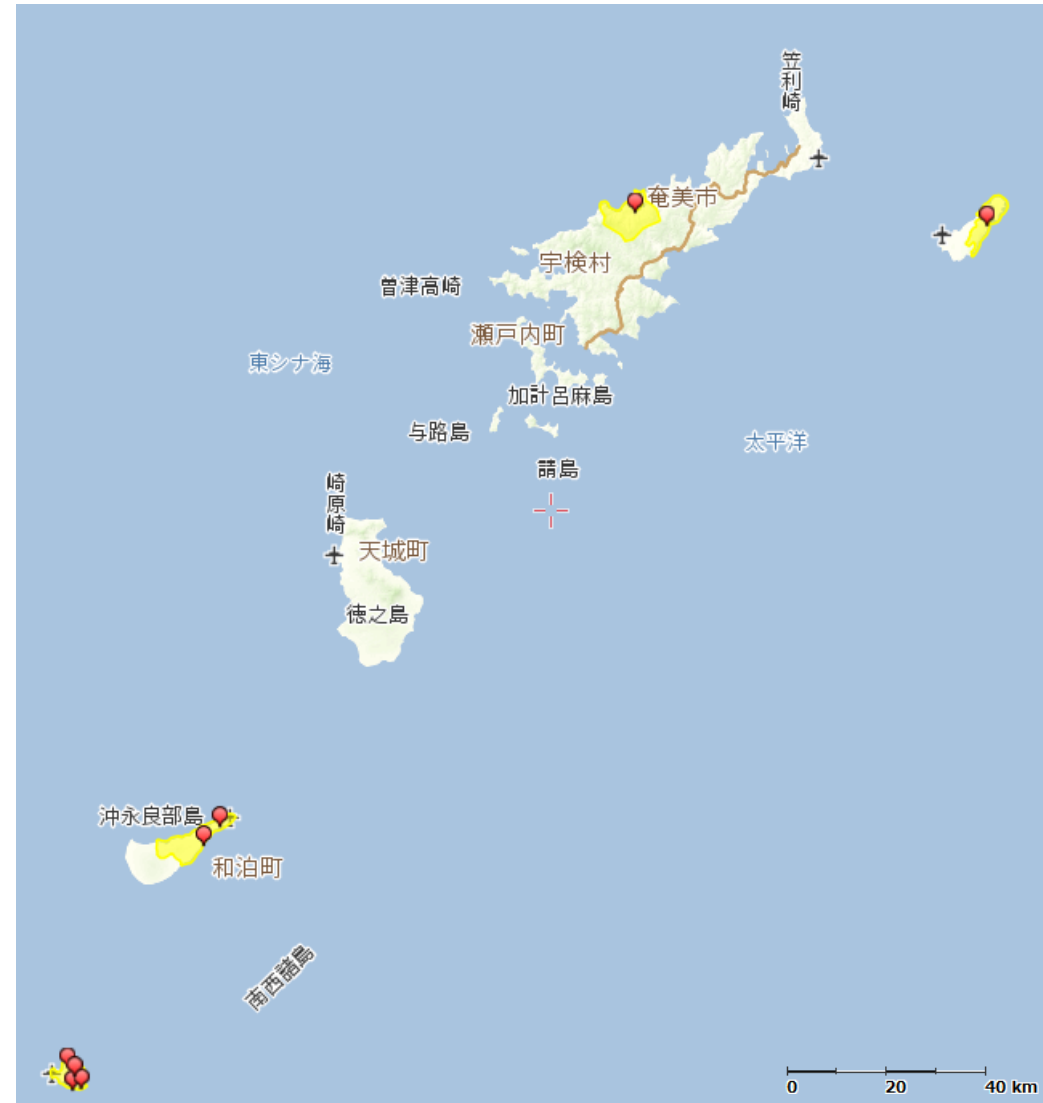 笠利崎
奄美市
宇検村
曽津高崎
瀬戸内町
東シナ海
加計呂麻島
与路島
太平洋
請島
崎原崎
天城町
徳之島
沖永良部島
和泊町
南西諸島
0 20 40 km